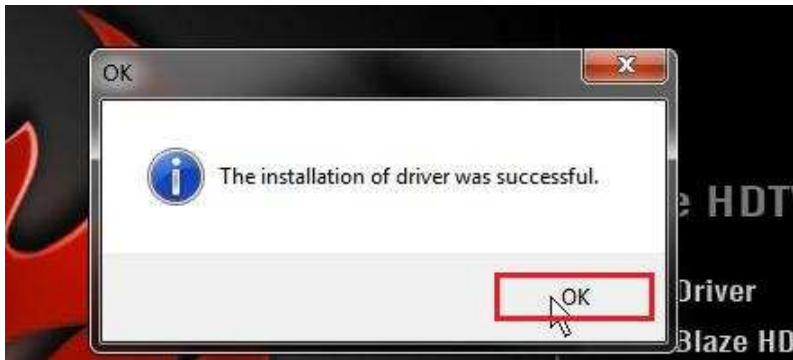 OK
The installation of driver was successful.
HDT
OK
Driver
Blaze HD